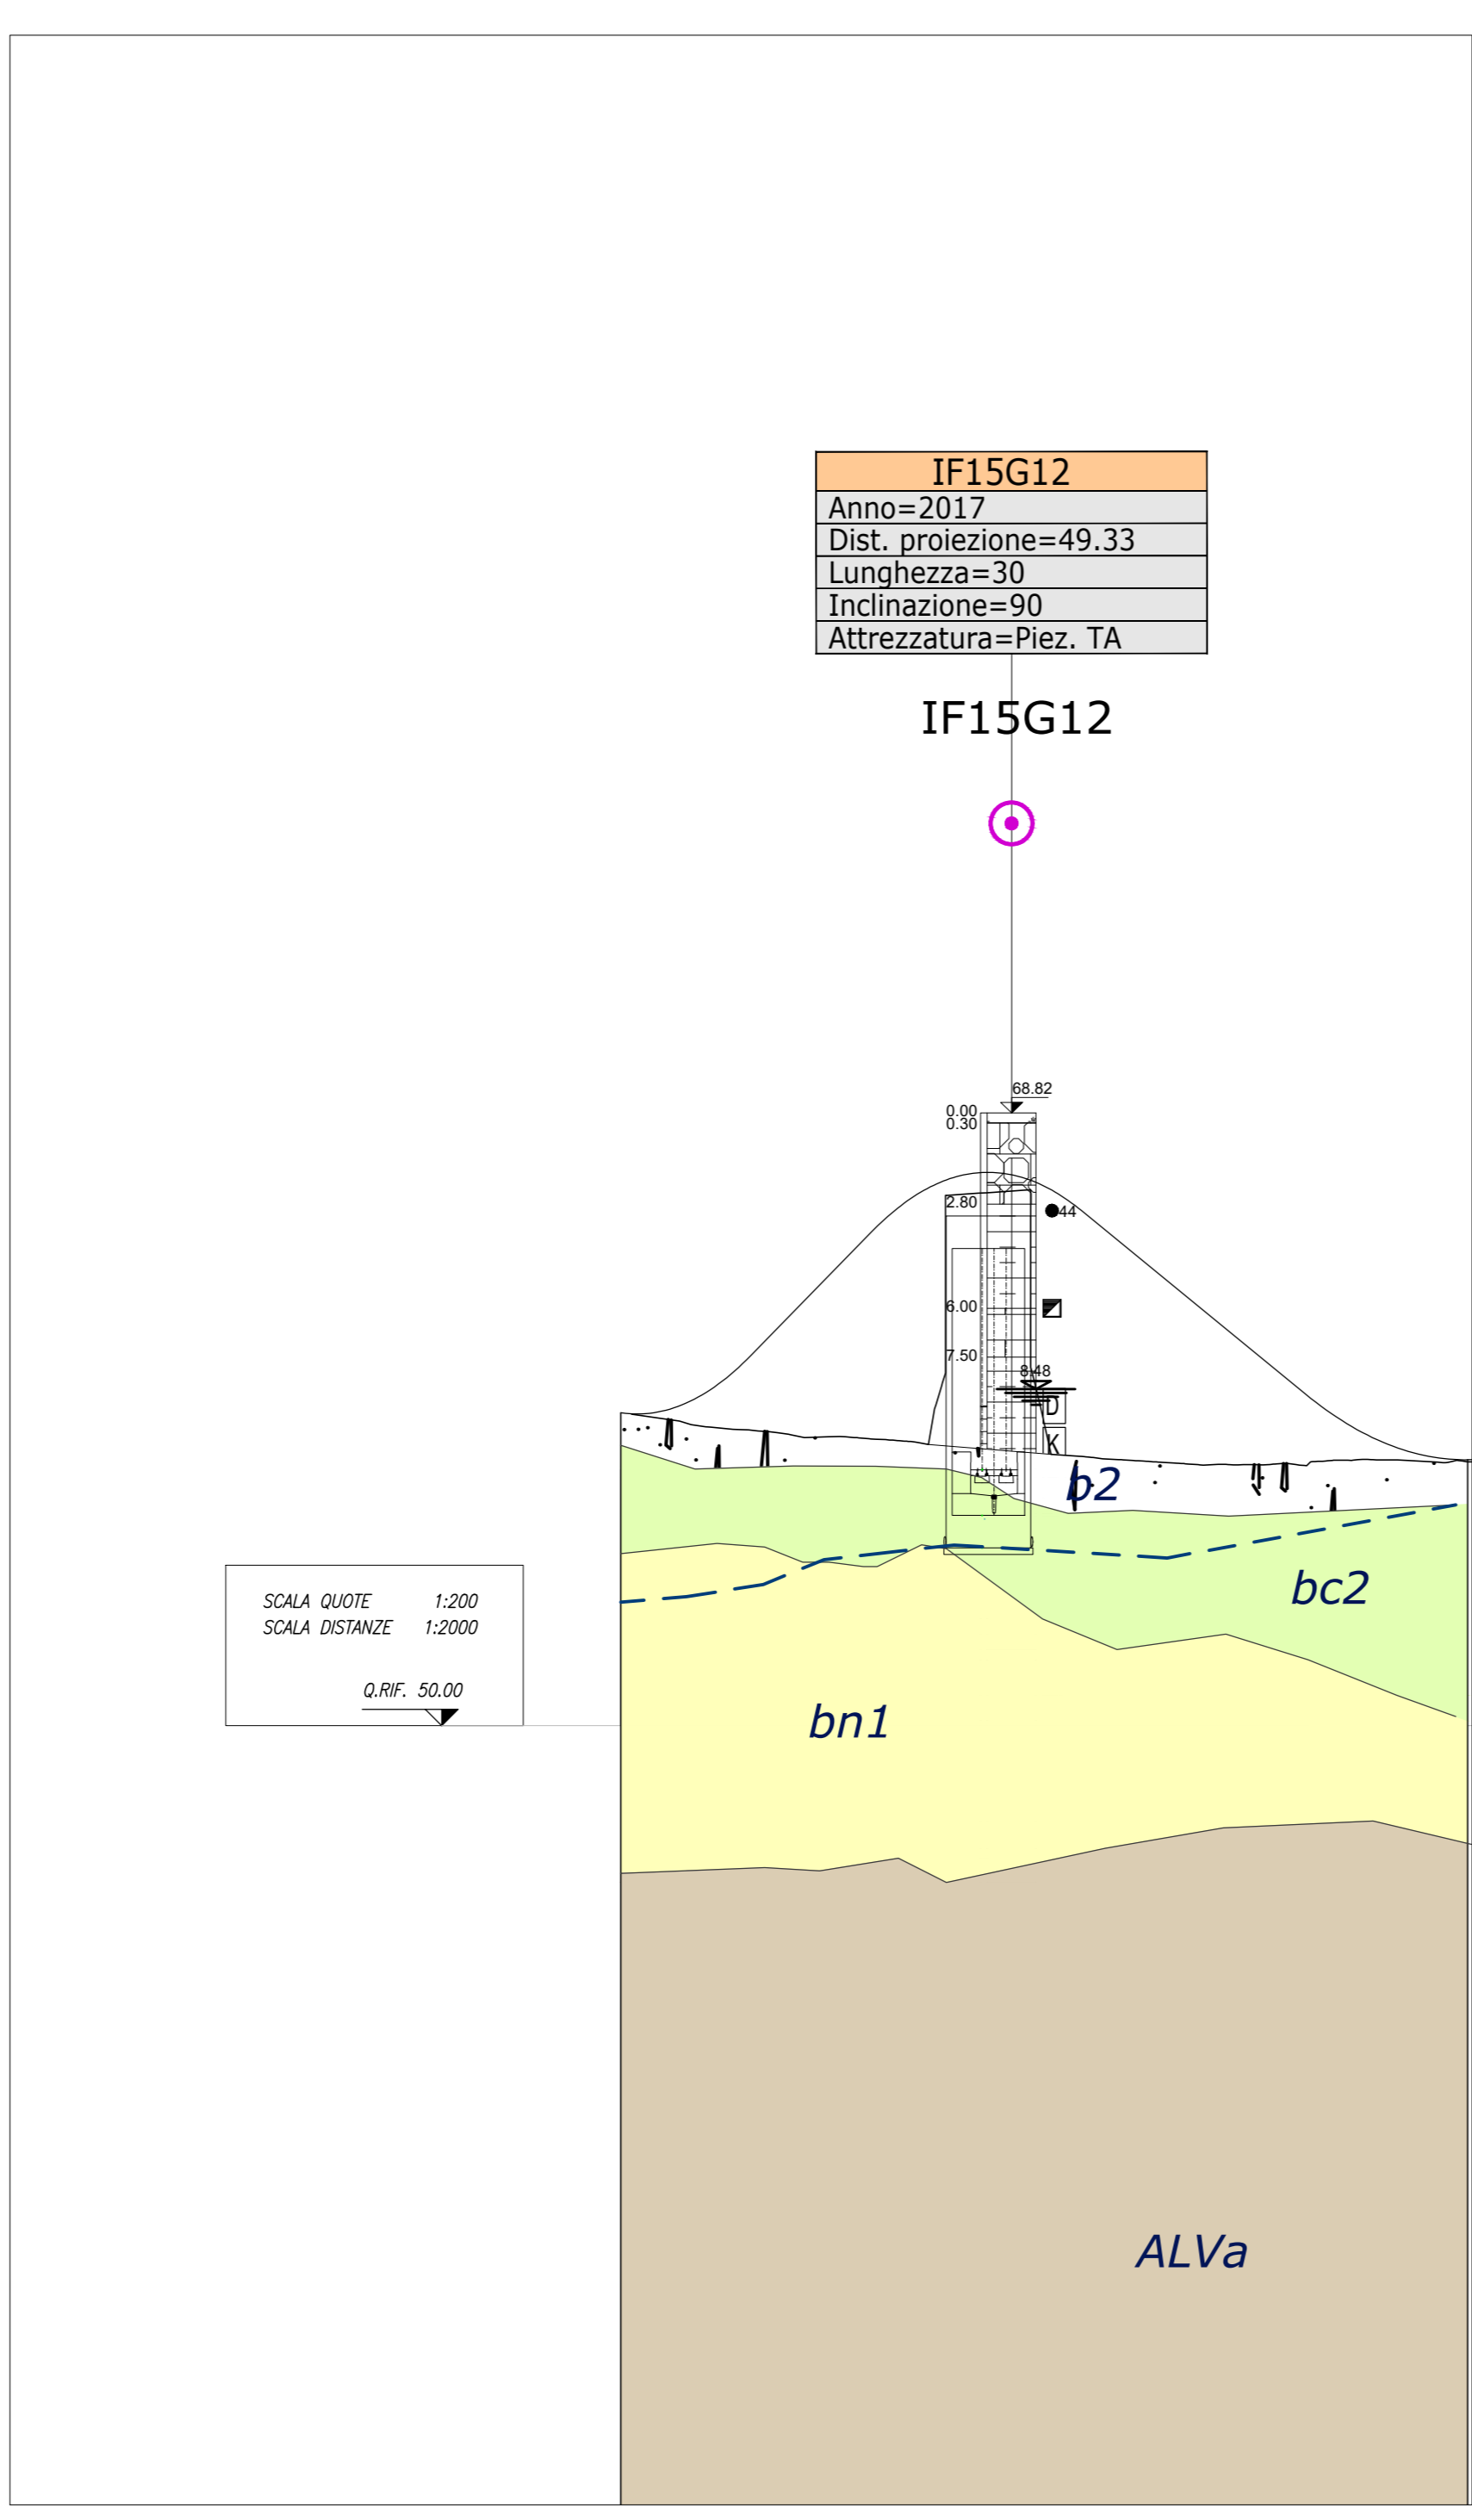 IF15G12
Anno=2017
Dist. proiezione=49.33
Lunghezza=30
Inclinazione=90
Attrezzatura=Piez. TA
IF15G12
68.82
0.00
0.30
2.80
44
6.00
7.50
8.48
D
K
b2
bc2
SCALA QUOTE 1:200
SCALA DISTANZE 1:2000
Q.RIF. 50.00
bn1
ALVa